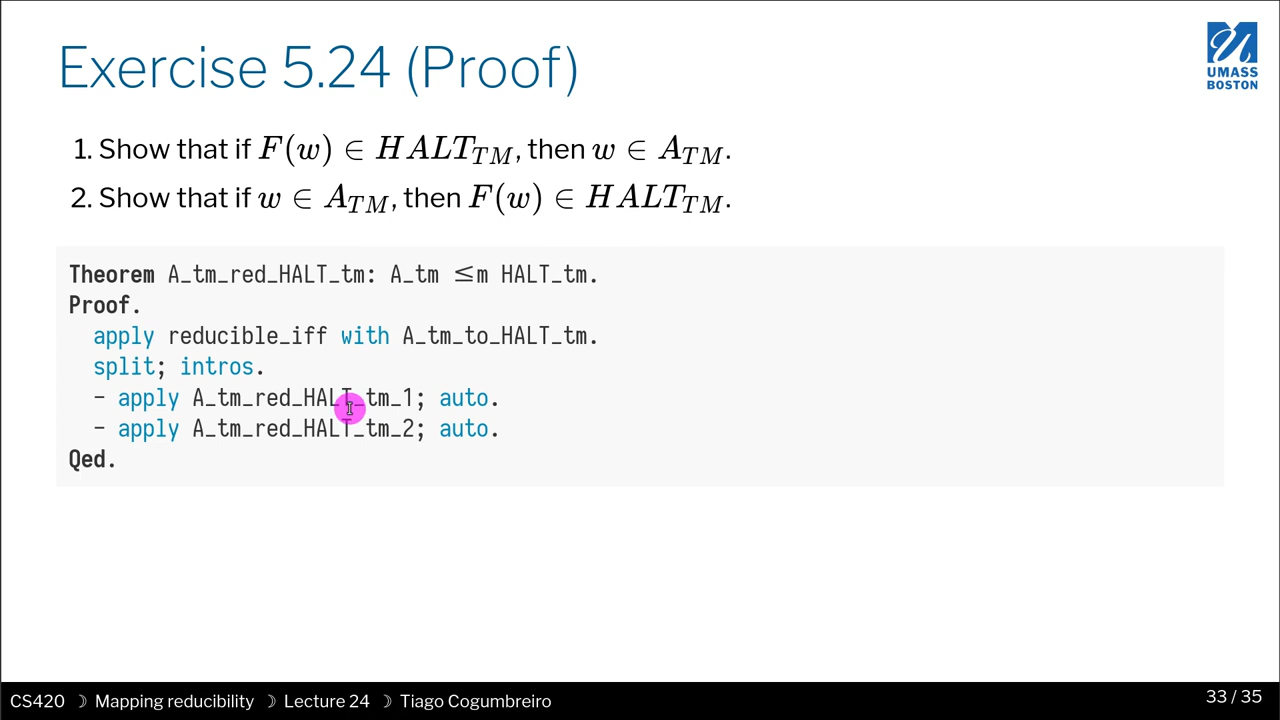 Exercise 5.24 (Proof)
UMASS
BOSTON
1. Show that if F(w) ∈ HALT_TM, then w ∈ A_TM.
2. Show that if w ∈ A_TM, then F(w) ∈ HALT_TM.
Theorem A_tm_red_HALT_tm: A_tm ≤m HALT_tm.
Proof.
apply reducible_iff with A_tm_to_HALT_tm.
split; intros.
- apply A_tm_red_HALT_tm_1; auto.
- apply A_tm_red_HALT_tm_2; auto.
Qed.
CS420 ☽ Mapping reducibility ☽ Lecture 24 ☽ Tiago Cogumbreiro
33 / 35